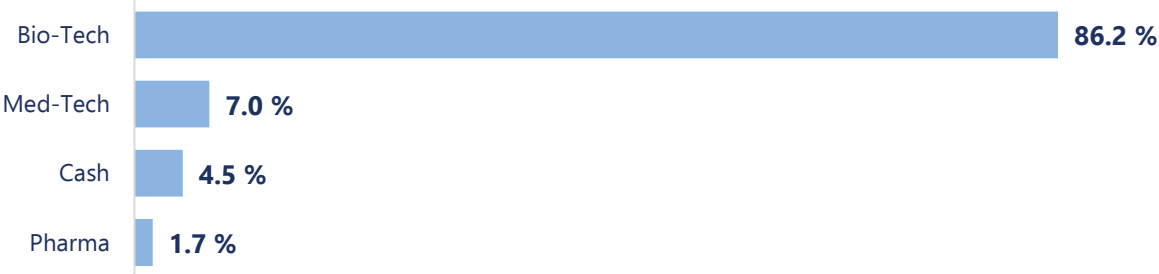 Bio-Tech 86.2 %
Med-Tech 7.0 %
Cash 4.5 %
Pharma 1.7 %